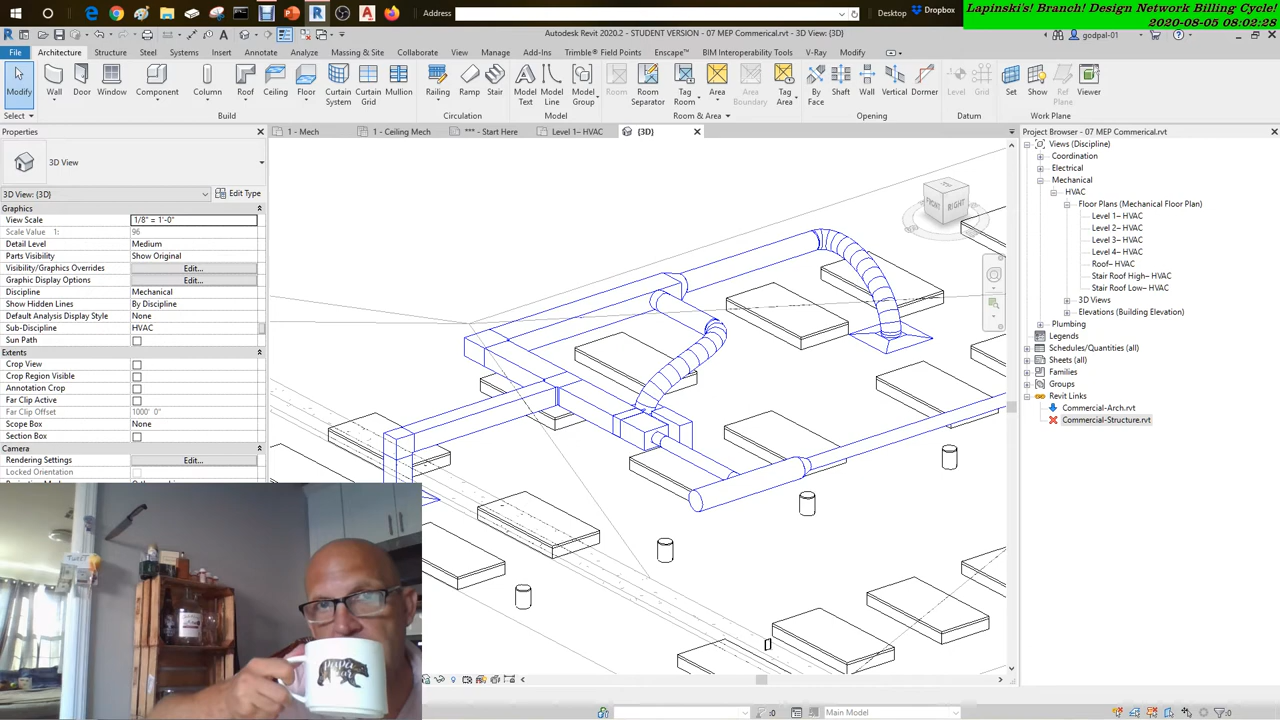 Lapinski's! Branch! Design Network Billing Cycle!
2020-08-05 08:02:28
Address
Desktop
Dropbox
Autodesk Revit 2020.2 - STUDENT VERSION - 07 MEP Commerical.rvt - 3D View: {3D}
godpal-01
File Architecture Structure Steel Systems Insert Annotate Analyze Massing & Site Collaborate View Manage Add-Ins Trimble® Field Points Enscape™ BIM Interoperability Tools V-Ray Modify
Modify Wall Door Window Component Column Roof Ceiling Floor Curtain System Curtain Grid Mullion Railing Ramp Stair Model Text Model Line Model Group Room Room Separator Tag Room Area Area Boundary Tag Area By Face Shaft Wall Vertical Dormer Level Grid Set Show Ref Plane Viewer
Select Build Circulation Model Room & Area Opening Datum Work Plane
Properties
1 - Mech
1 - Ceiling Mech
*** - Start Here
Level 1- HVAC
{3D}
Project Browser - 07 MEP Commerical.rvt
3D View
3D View: {3D}
Edit Type
Graphics
View Scale 1/8" = 1'-0"
Scale Value 1: 96
Detail Level Medium
Parts Visibility Show Original
Visibility/Graphics Overrides Edit...
Graphic Display Options Edit...
Discipline Mechanical
Show Hidden Lines By Discipline
Default Analysis Display Style None
Sub-Discipline HVAC
Sun Path
Extents
Crop View
Crop Region Visible
Annotation Crop
Far Clip Active
Far Clip Offset 1000' 0"
Scope Box None
Section Box
Camera
Rendering Settings Edit...
Locked Orientation
TOP
FRONT
RIGHT
Views (Discipline)
Coordination
Electrical
Mechanical
HVAC
Floor Plans (Mechanical Floor Plan)
Level 1- HVAC
Level 2- HVAC
Level 3- HVAC
Level 4- HVAC
Roof- HVAC
Stair Roof High- HVAC
Stair Roof Low- HVAC
3D Views
Elevations (Building Elevation)
Plumbing
Legends
Schedules/Quantities (all)
Sheets (all)
Families
Groups
Revit Links
Commercial-Arch.rvt
Commercial-Structure.rvt
Papa
:0
Main Model
:0